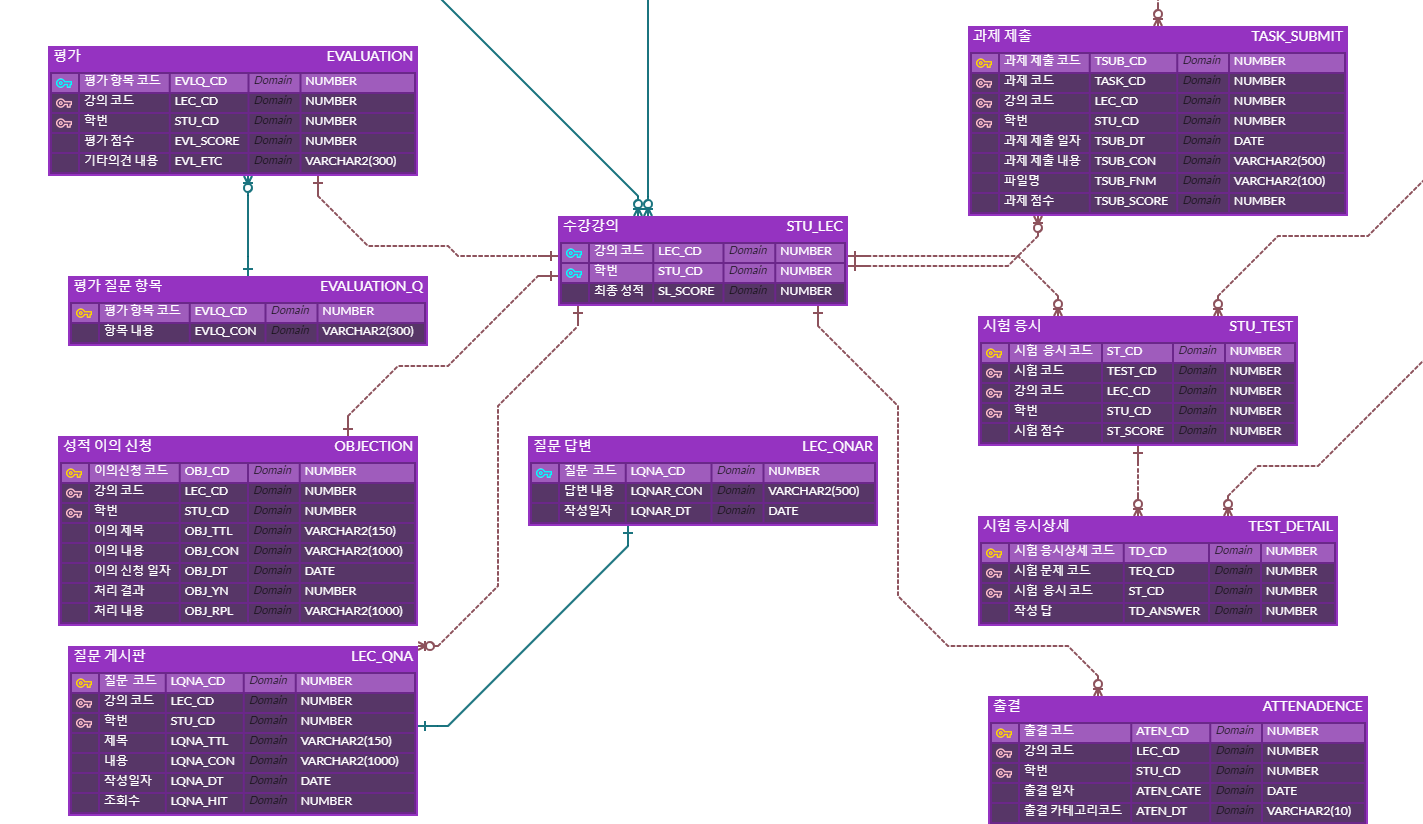 평가 EVALUATION
평가 항목 코드 EVLQ_CD Domain NUMBER
강의 코드 LEC_CD Domain NUMBER
학번 STU_CD Domain NUMBER
평가 점수 EVL_SCORE Domain NUMBER
기타의견 내용 EVL_ETC Domain VARCHAR2(300)
평가 질문 항목 EVALUATION_Q
평가 항목 코드 EVLQ_CD Domain NUMBER
항목 내용 EVLQ_CON Domain VARCHAR2(300)
수강강의 STU_LEC
강의 코드 LEC_CD Domain NUMBER
학번 STU_CD Domain NUMBER
최종 성적 SL_SCORE Domain NUMBER
과제 제출 TASK_SUBMIT
과제 제출 코드 TSUB_CD Domain NUMBER
과제 코드 TASK_CD Domain NUMBER
강의 코드 LEC_CD Domain NUMBER
학번 STU_CD Domain NUMBER
과제 제출 일자 TSUB_DT Domain DATE
과제 제출 내용 TSUB_CON Domain VARCHAR2(500)
파일명 TSUB_FNM Domain VARCHAR2(100)
과제 점수 TSUB_SCORE Domain NUMBER
시험 응시 STU_TEST
시험 응시 코드 ST_CD Domain NUMBER
시험 코드 TEST_CD Domain NUMBER
강의 코드 LEC_CD Domain NUMBER
학번 STU_CD Domain NUMBER
시험 점수 ST_SCORE Domain NUMBER
성적 이의 신청 OBJECTION
이의신청 코드 OBJ_CD Domain NUMBER
강의 코드 LEC_CD Domain NUMBER
학번 STU_CD Domain NUMBER
이의 제목 OBJ_TTL Domain VARCHAR2(150)
이의 내용 OBJ_CON Domain VARCHAR2(1000)
이의 신청 일자 OBJ_DT Domain DATE
처리 결과 OBJ_YN Domain NUMBER
처리 내용 OBJ_RPL Domain VARCHAR2(1000)
질문 답변 LEC_QNAR
질문 코드 LQNA_CD Domain NUMBER
답변 내용 LQNAR_CON Domain VARCHAR2(500)
작성일자 LQNAR_DT Domain DATE
시험 응시상세 TEST_DETAIL
시험 응시상세 코드 TD_CD Domain NUMBER
시험 문제 코드 TEQ_CD Domain NUMBER
시험 응시 코드 ST_CD Domain NUMBER
작성 답 TD_ANSWER Domain NUMBER
질문 게시판 LEC_QNA
질문 코드 LQNA_CD Domain NUMBER
강의 코드 LEC_CD Domain NUMBER
학번 STU_CD Domain NUMBER
제목 LQNA_TTL Domain VARCHAR2(150)
내용 LQNA_CON Domain VARCHAR2(1000)
작성일자 LQNA_DT Domain DATE
조회수 LQNA_HIT Domain NUMBER
출결 ATTENADENCE
출결 코드 ATEN_CD Domain NUMBER
강의 코드 LEC_CD Domain NUMBER
학번 STU_CD Domain NUMBER
출결 일자 ATEN_CATE Domain DATE
출결 카테고리코드 ATEN_DT Domain VARCHAR2(10)